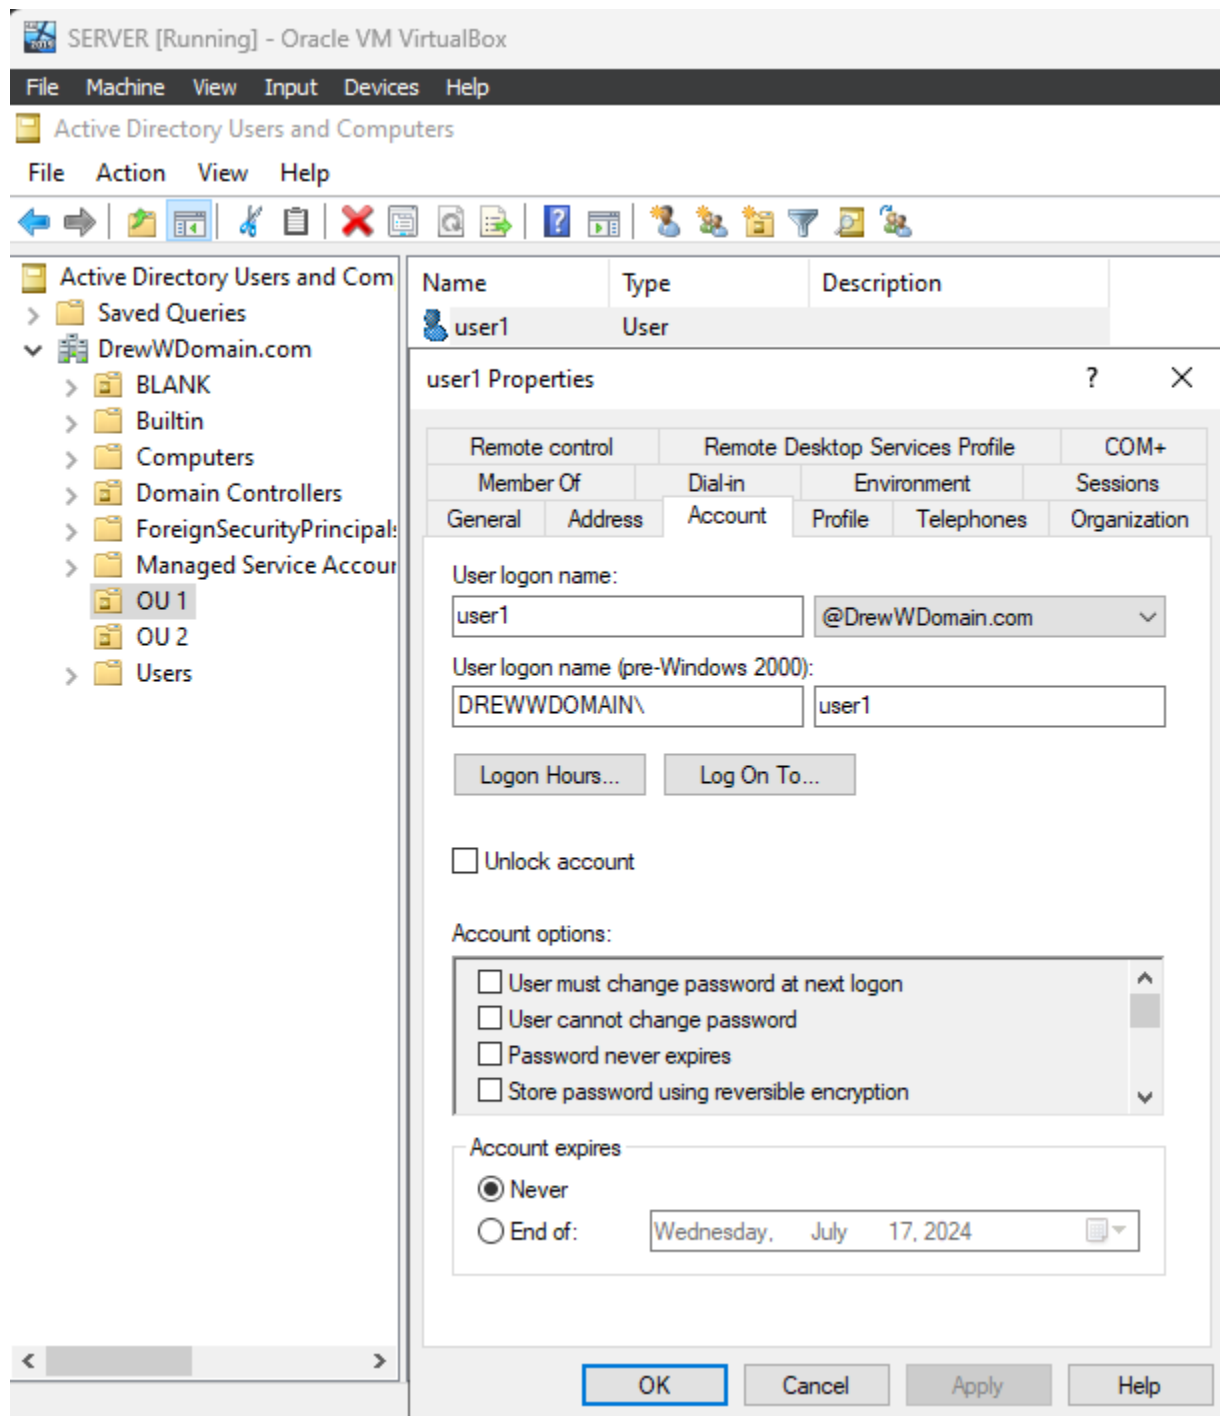 SERVER [Running] - Oracle VM VirtualBox
File Machine View Input Devices Help
Active Directory Users and Computers
File Action View Help
Active Directory Users and Com
Saved Queries
DrewWDomain.com
BLANK
Builtin
Computers
Domain Controllers
ForeignSecurityPrincipals
Managed Service Accour
OU 1
OU 2
Users
Name Type Description
user1 User
user1 Properties ?
Remote control Remote Desktop Services Profile COM+
Member Of Dial-in Environment Sessions
General Address Account Profile Telephones Organization
User logon name:
user1 @DrewWDomain.com
User logon name (pre-Windows 2000):
DREWWDOMAIN\ user1
Logon Hours... Log On To...
Unlock account
Account options:
User must change password at next logon
User cannot change password
Password never expires
Store password using reversible encryption
Account expires
Never
End of: Wednesday, July 17, 2024
OK Cancel Apply Help